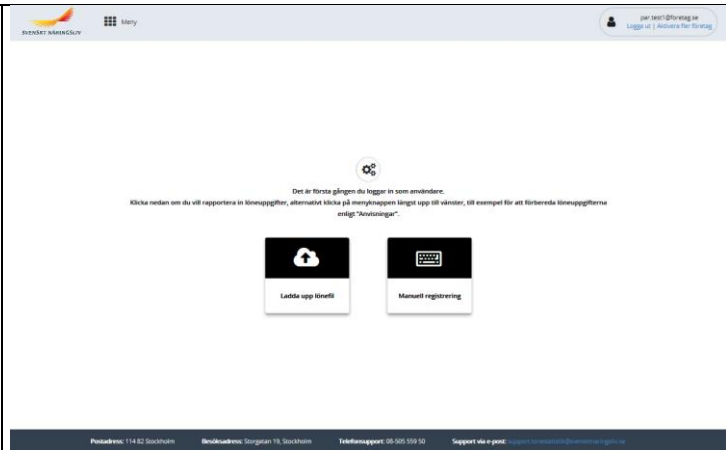 SVENSKT NÄRINGSLIV
Meny
par.test1@foretag.se
Logga ut | Aktivera fler företag
Det är första gången du loggar in som användare.
Klicka nedan om du vill rapportera in löneuppgifter, alternativt klicka på menyknappen längst upp till vänster, till exempel för att förbereda löneuppgifterna
enligt "Anvisningar".
Ladda upp lönefil
Manuell registrering
Postadress: 114 82 Stockholm Besöksadress: Storgatan 19, Stockholm Telefonsupport: 08-505 559 50 Support via e-post: